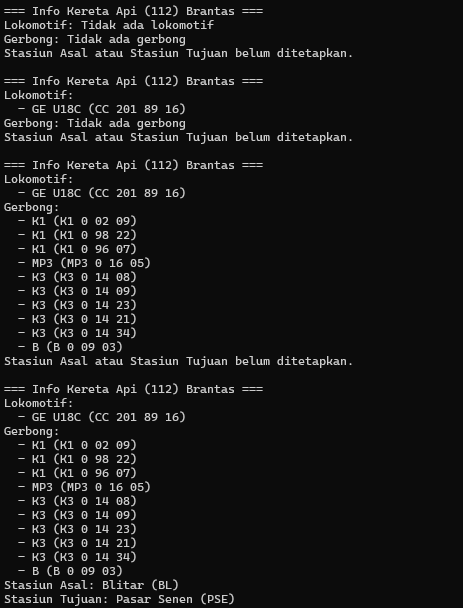 === Info Kereta Api (112) Brantas ===
Lokomotif: Tidak ada lokomotif
Gerbong: Tidak ada gerbong
Stasiun Asal atau Stasiun Tujuan belum ditetapkan.

=== Info Kereta Api (112) Brantas ===
Lokomotif:
  - GE U18C (CC 201 89 16)
Gerbong: Tidak ada gerbong
Stasiun Asal atau Stasiun Tujuan belum ditetapkan.

=== Info Kereta Api (112) Brantas ===
Lokomotif:
  - GE U18C (CC 201 89 16)
Gerbong:
  - K1 (K1 0 02 09)
  - K1 (K1 0 98 22)
  - K1 (K1 0 96 07)
  - MP3 (MP3 0 16 05)
  - K3 (K3 0 14 08)
  - K3 (K3 0 14 09)
  - K3 (K3 0 14 23)
  - K3 (K3 0 14 21)
  - K3 (K3 0 14 34)
  - B (B 0 09 03)
Stasiun Asal atau Stasiun Tujuan belum ditetapkan.

=== Info Kereta Api (112) Brantas ===
Lokomotif:
  - GE U18C (CC 201 89 16)
Gerbong:
  - K1 (K1 0 02 09)
  - K1 (K1 0 98 22)
  - K1 (K1 0 96 07)
  - MP3 (MP3 0 16 05)
  - K3 (K3 0 14 08)
  - K3 (K3 0 14 09)
  - K3 (K3 0 14 23)
  - K3 (K3 0 14 21)
  - K3 (K3 0 14 34)
  - B (B 0 09 03)
Stasiun Asal: Blitar (BL)
Stasiun Tujuan: Pasar Senen (PSE)